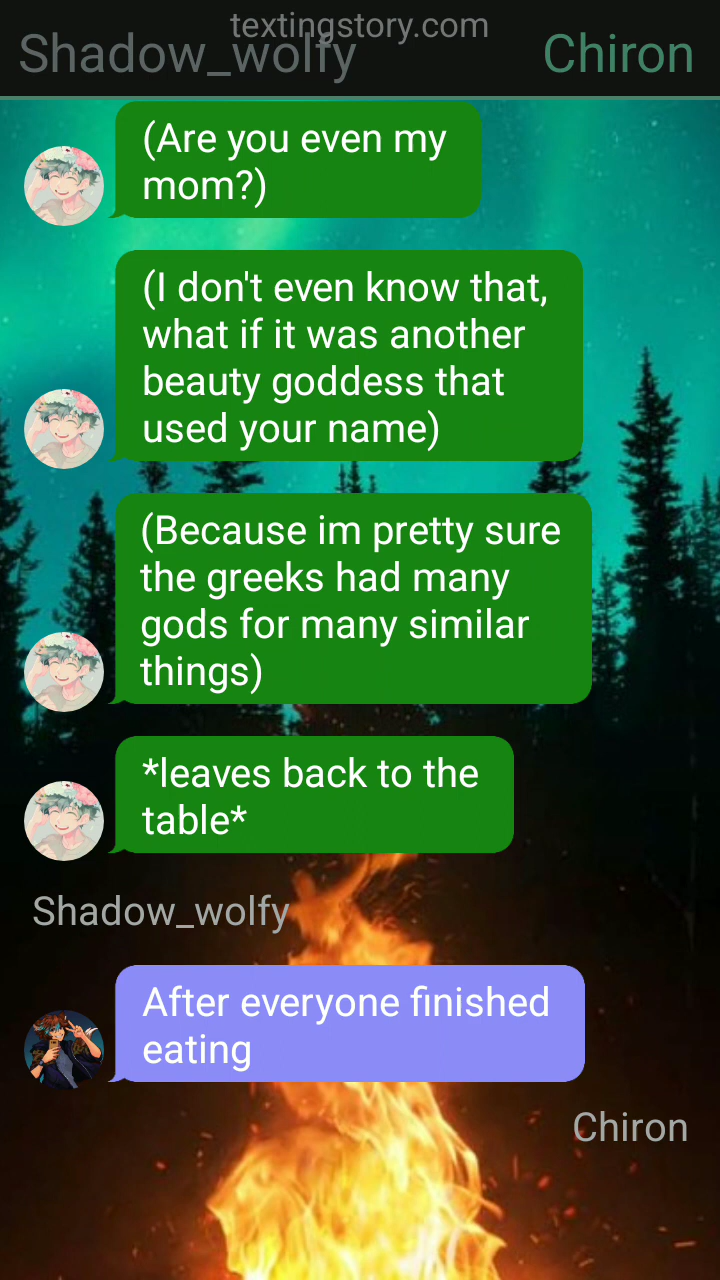 textingstory.com
Shadow_wolfy Chiron
(Are you even my
mom?)
(I don't even know that,
what if it was another
beauty goddess that
used your name)
(Because im pretty sure
the greeks had many
gods for many similar
things)
*leaves back to the
table*
Shadow_wolfy
After everyone finished
eating
Chiron